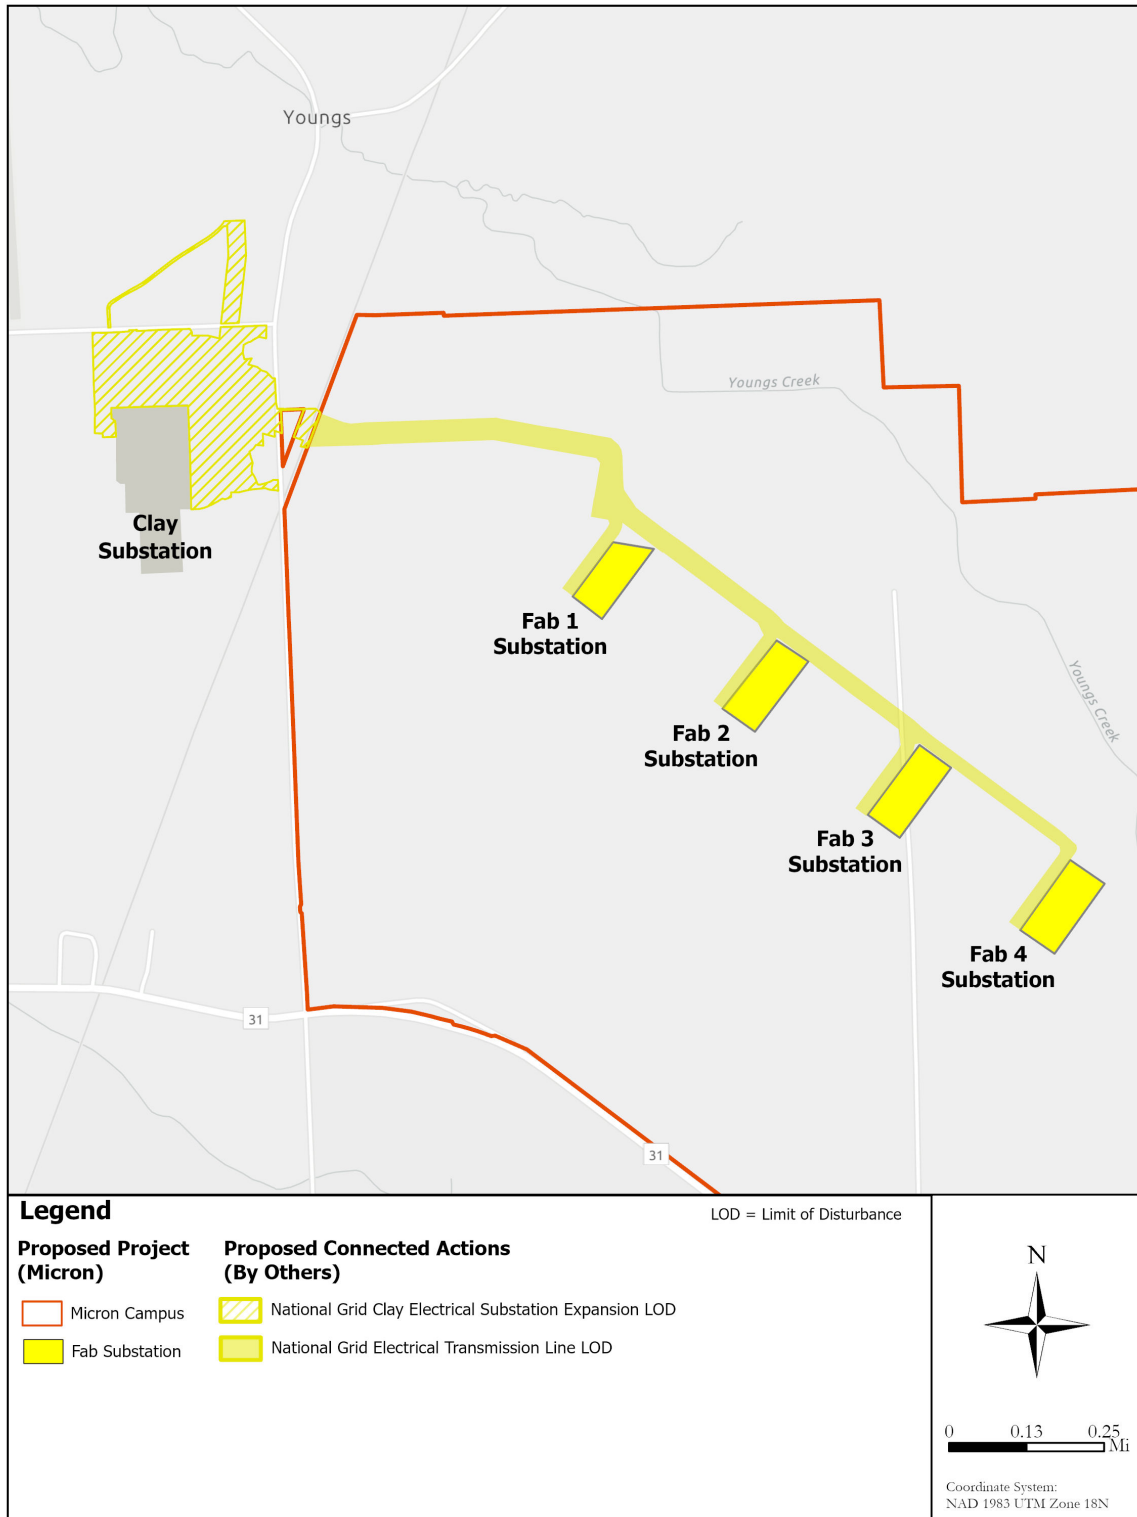 Youngs
Youngs Creek
Clay
Substation
Fab 1
Substation
Youngs Creek
Fab 2
Substation
Fab 3
Substation
Fab 4
Substation
31
31
Legend
LOD = Limit of Disturbance
Proposed Project
(Micron)
Micron Campus
Fab Substation
Proposed Connected Actions
(By Others)
National Grid Clay Electrical Substation Expansion LOD
National Grid Electrical Transmission Line LOD
N
0 0.13 0.25
Mi
Coordinate System:
NAD 1983 UTM Zone 18N